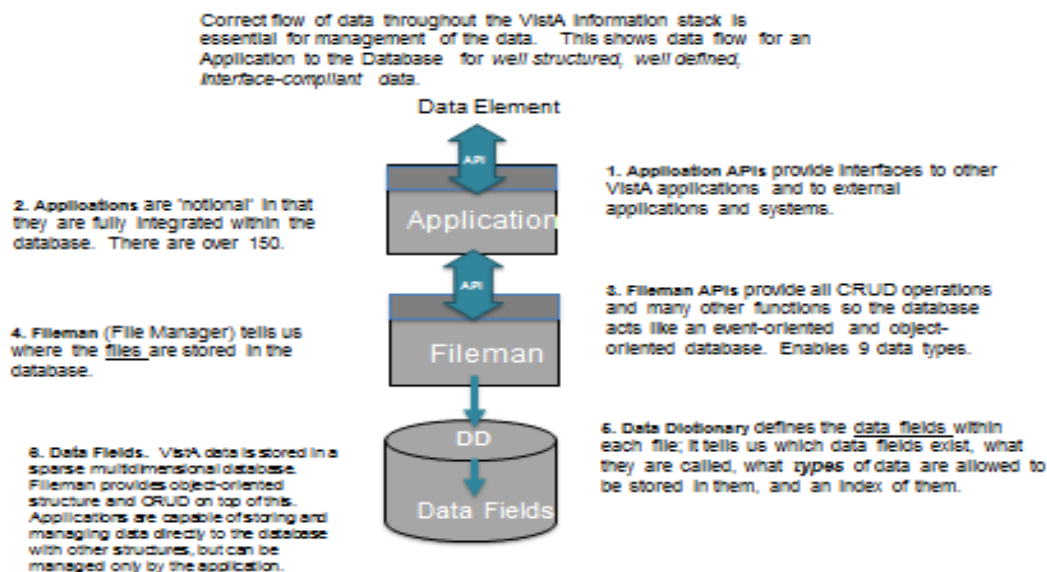 Correct flow of data throughout the VistA Information stack is
essential for management of the data. This shows data flow for an
Application to the Database for well structured, well defined,
Interface-compliant data.
Data Element
API
1. Application APIs provide Interfaces to other
VistA applications and to external
applications and systems.
2. Applications are 'notional' in that
they are fully integrated within the
database. There are over 150.
Application
API
3. Fileman APIs provide all CRUD operations
and many other functions so the database
acts like an event-oriented and object-
oriented database. Enables 9 data types.
4. Fileman (File Manager) tells us
where the files are stored in the
database.
Fileman
5. Data Dictionary defines the data fields within
each file; it tells us which data fields exist, what
they are called, what types of data are allowed to
be stored in them, and an index of them.
DD
6. Data Fields. VistA data is stored in a
sparse multidimensional database.
Fileman provides object-oriented
structure and CRUD on top of this.
Applications are capable of storing and
managing data directly to the database
with other structures, but can be
managed only by the application.
Data Fields